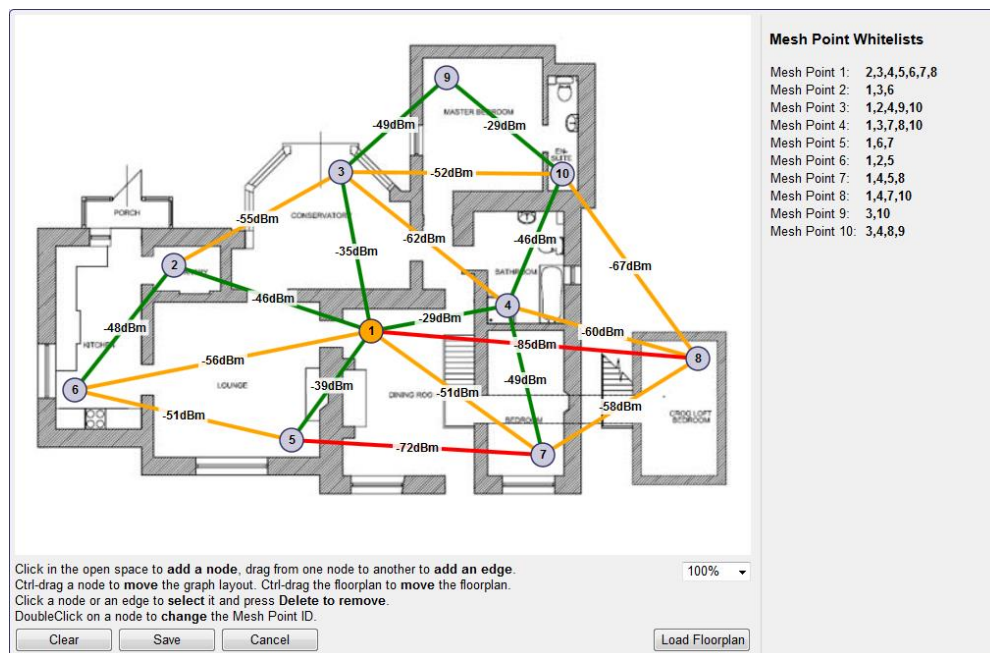 Mesh Point Whitelists
Mesh Point 1: 2,3,4,5,6,7,8
Mesh Point 2: 1,3,6
Mesh Point 3: 1,2,4,9,10
Mesh Point 4: 1,3,7,8,10
Mesh Point 5: 1,6,7
Mesh Point 6: 1,2,5
Mesh Point 7: 1,4,5,8
Mesh Point 8: 1,4,7,10
Mesh Point 9: 3,10
Mesh Point 10: 3,4,8,9
9
MASTER BEDROOM
-49dBm
-29dBm
EN-
SUITE
3
-52dBm
10
PORCH
CONSERVATORY
-55dBm
-62dBm
-46dBm
-35dBm
2
BATHROOM
-67dBm
-46dBm
4
-29dBm
-48dBm
1
-60dBm
KITCHEN
-85dBm
8
-56dBm
6
LOUNGE
-39dBm
-49dBm
DINING ROO
-51dBm
-58dBm
-51dBm
CROG LOFT
BEDROOM
BEDROOM
5
-72dBm
7
Click in the open space to add a node, drag from one node to another to add an edge.
100%
Ctrl-drag a node to move the graph layout. Ctrl-drag the floorplan to move the floorplan.
Click a node or an edge to select it and press Delete to remove.
DoubleClick on a node to change the Mesh Point ID.
Clear
Save
Cancel
Load Floorplan